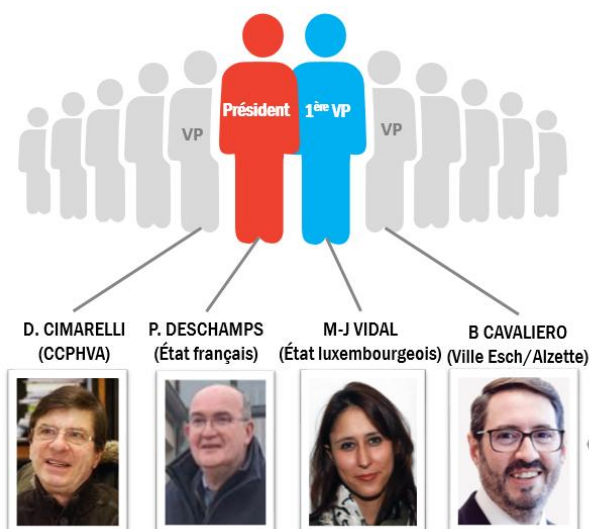 VP Président 1ère VP VP
D. CIMARELLI
(CCPHVA)
P. DESCHAMPS
(État français)
M-J VIDAL
(État luxembourgeois)
B CAVALIERO
(Ville Esch/Alzette)